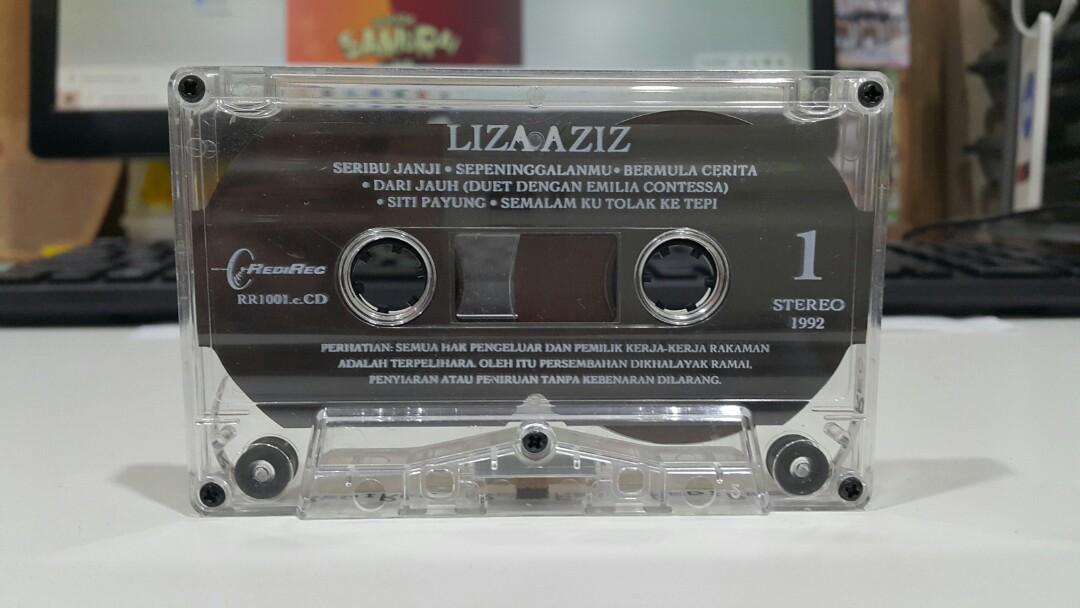 LIZA AZIZ
SERIBU JANJI • SEPENINGGALANMU • BERMULA CERITA
• DARI JAUH (DUET DENGAN EMILIA CONTESSA)
• SITI PAYUNG • SEMALAM KU TOLAK KE TEPI
REDIREC
RR1001.c.CD
1
STEREO
1992
PERHATIAN: SEMUA HAK PENGELUAR DAN PEMILIK KERJA-KERJA RAKAMAN
ADALAH TERPELIHARA. OLEH ITU PERSEMBAHAN DIKHALAYAK RAMAI,
PENYIARAN ATAU PENIRUAN TANPA KEBENARAN DILARANG.